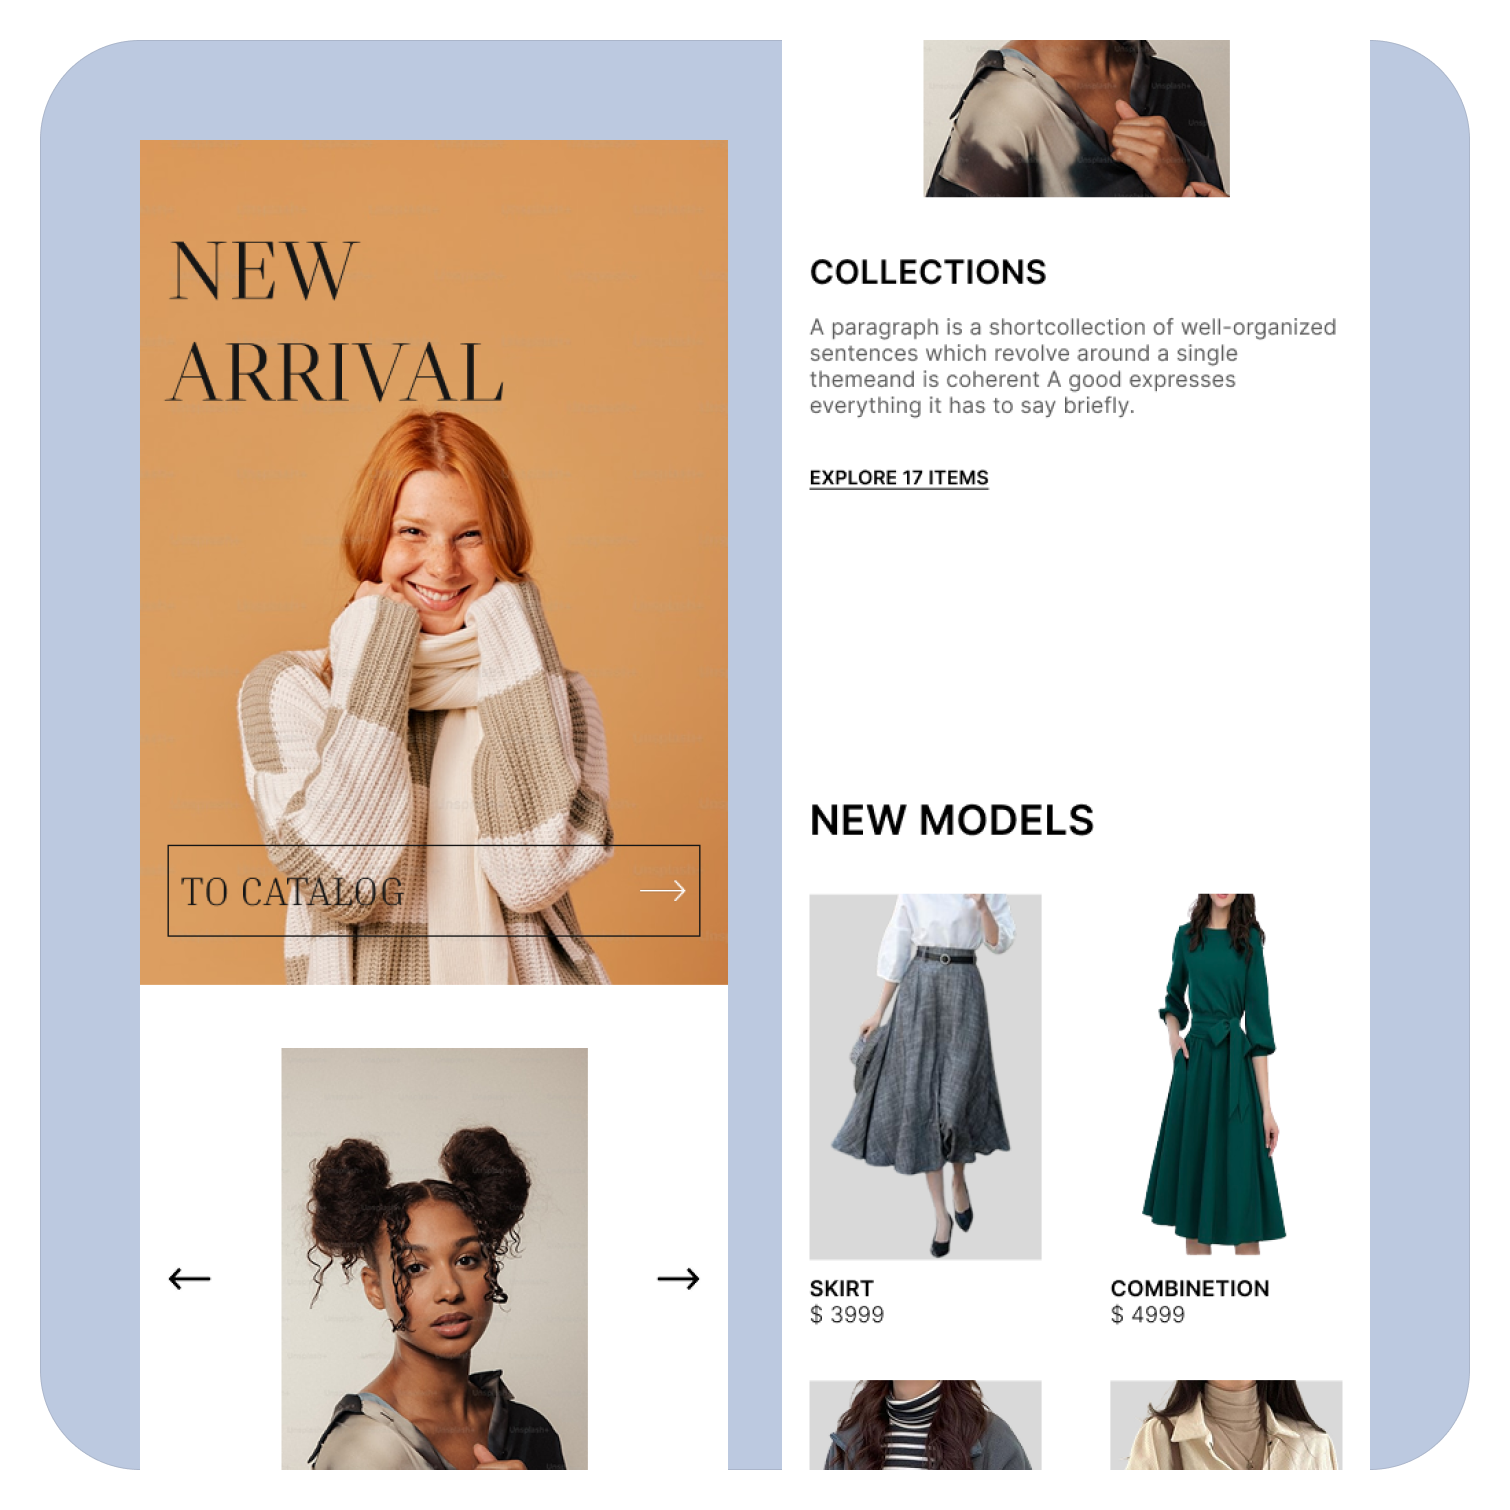 NEW
ARRIVAL
TO CATALOG
COLLECTIONS
A paragraph is a shortcollection of well-organized
sentences which revolve around a single
themeand is coherent A good expresses
everything it has to say briefly.
EXPLORE 17 ITEMS
NEW MODELS
SKIRT
$ 3999
COMBINETION
$ 4999